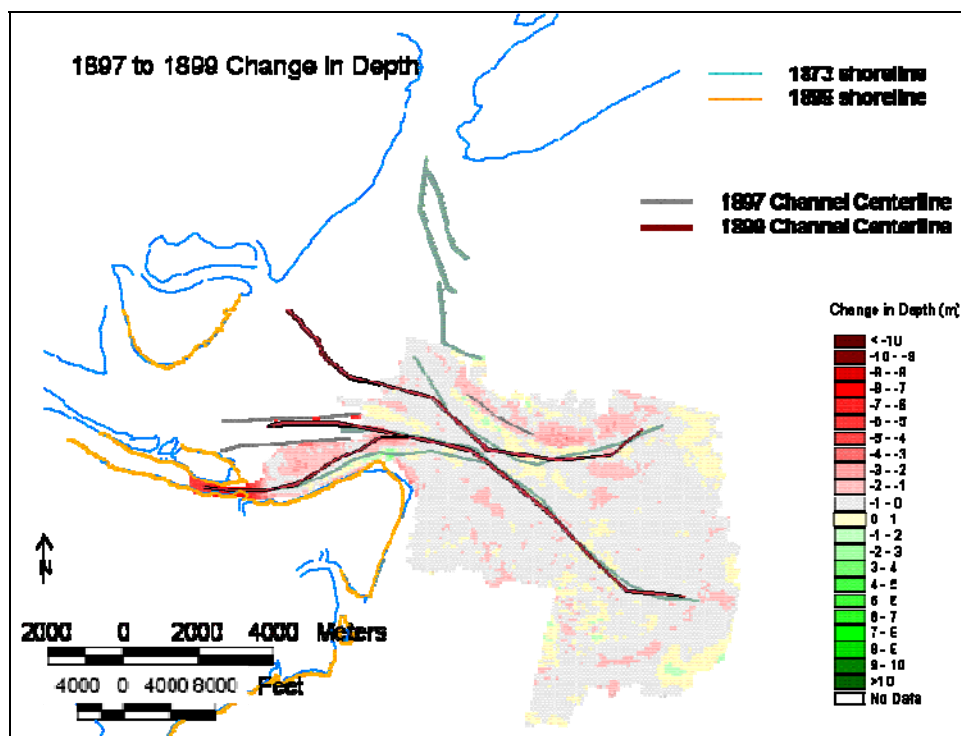 1897 to 1899 Change in Depth
1873 shoreline
1899 shoreline
1897 Channel Centerline
1899 Channel Centerline
Change in Depth (m)
< -10
-10 - -9
-9 - -8
-8 - -7
-7 - -6
-6 - -5
-5 - -4
-4 - -3
-3 - -2
-2 - -1
-1 - 0
0 1
-1 - 2
-2 - 3
3 - 4
4 - 5
5 - 6
6 - 7
7 - 8
8 - 9
9 - 10
>10
No Data
N
2000 0 2000 4000 Meters
4000 0 4000 8000 Feet